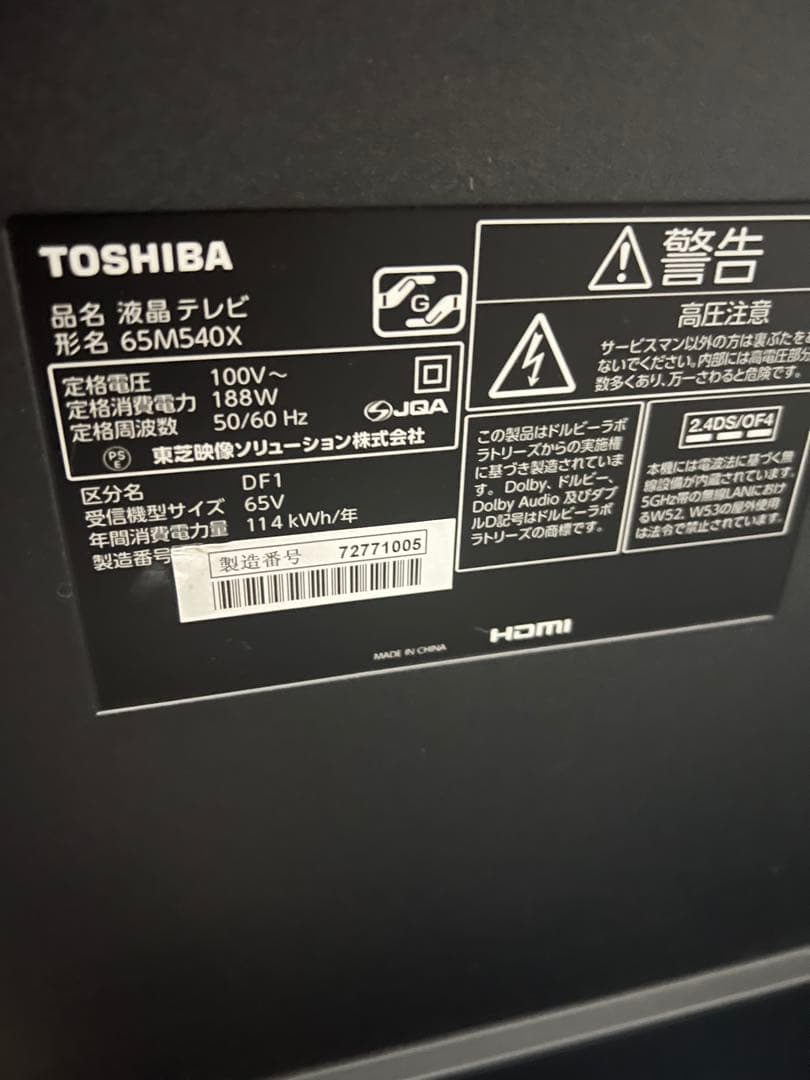 TOSHIBA
品名 液晶テレビ
形名 65M540X
G
定格電圧 100V～
定格消費電力 188W
定格周波数 50/60 Hz
JQA
PS
E
東芝映像ソリューション株式会社
区分名 DF1
受信機型サイズ 65V
年間消費電力量 114 kWh/年
製造番号
製造番号 72771005
警告
高圧注意
サービスマン以外の方は裏ぶたをお
ないでください。内部には高電圧部分
数多くあり、万一さわると危険です。
この製品はドルビーラボ
ラトリーズからの実施権
に基づき製造されていま
す。Dolby、ドルビー、
Dolby Audio 及びダブ
ルD記号はドルビーラボ
ラトリーズの商標です。
2.4DS/OF4
本機には電波法に基づく無
線設備が内蔵されています。
5GHz帯の無線LANにおけ
るW52、W53の屋外使用
は法令で禁止されています。
HDMI
MADE IN CHINA